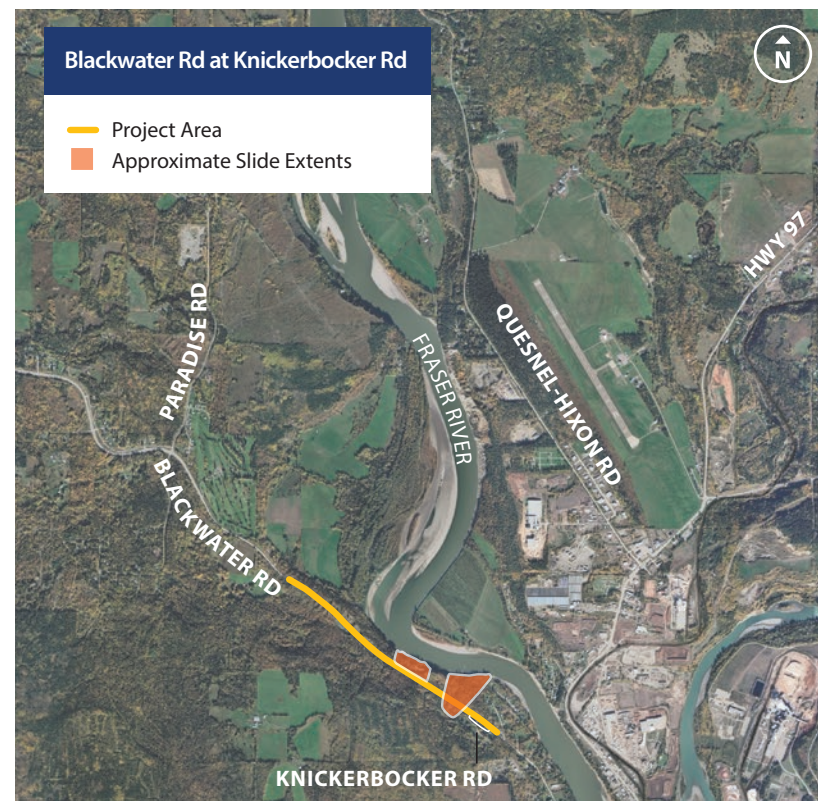 Blackwater Rd at Knickerbocker Rd
N
Project Area
Approximate Slide Extents
HWY 97
PARADISE RD
QUESNEL-HIXON RD
FRASER RIVER
BLACKWATER RD
KNICKERBOCKER RD